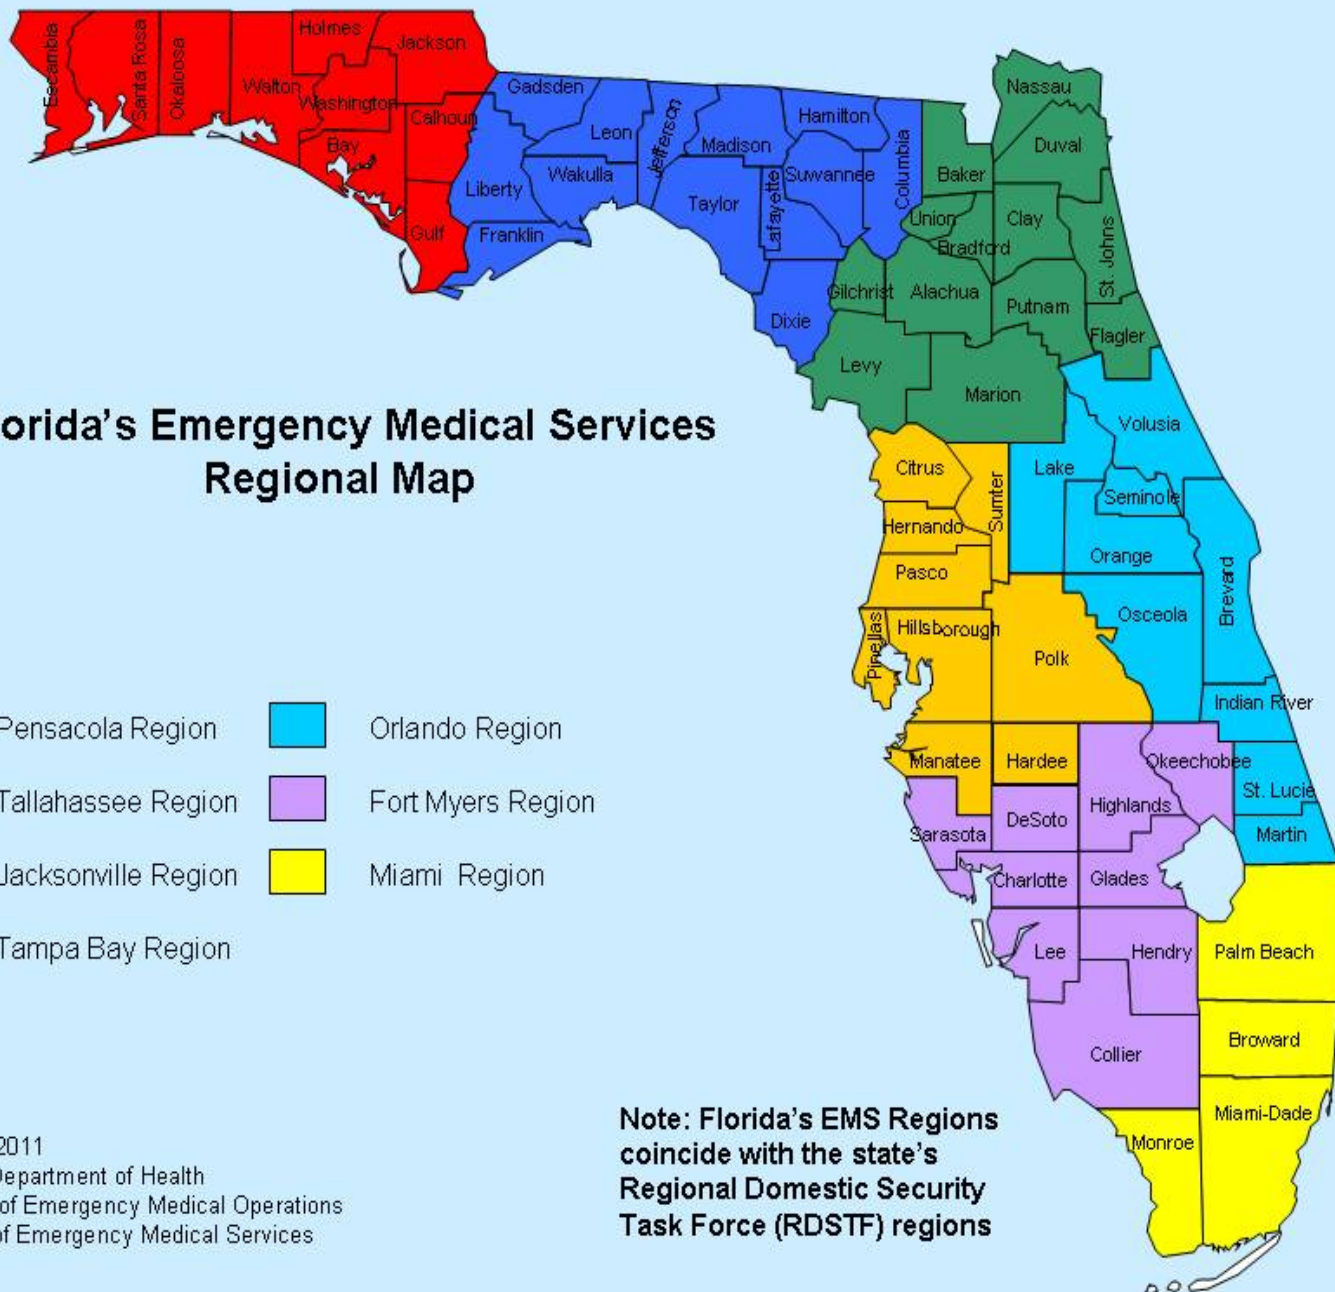 Escambia
Santa Rosa
Okaloosa
Walton
Holmes
Jackson
Washington
Calhoun
Bay
Gulf
Gadsden
Leon
Jefferson
Madison
Hamilton
Columbia
Liberty
Wakulla
Taylor
Lafayette
Suwannee
Franklin
Dixie
Nassau
Duval
Baker
Union
Clay
Bradford
St. Johns
Gilchrist
Alachua
Putnam
Flagler
Levy
Marion
orida's Emergency Medical Services
Regional Map
Volusia
Citrus
Lake
Sumter
Seminole
Hernando
Orange
Pasco
Brevard
Osceola
Pinellas
Hillsborough
Polk
Indian River
Manatee
Hardee
Okeechobee
St. Lucie
Highlands
DeSoto
Sarasota
Martin
Charlotte
Glades
Lee
Hendry
Palm Beach
Broward
Collier
Miami-Dade
Monroe
Pensacola Region
Orlando Region
Tallahassee Region
Fort Myers Region
Jacksonville Region
Miami Region
Tampa Bay Region
Note: Florida's EMS Regions
coincide with the state's
Regional Domestic Security
Task Force (RDSTF) regions
2011
Department of Health
of Emergency Medical Operations
of Emergency Medical Services